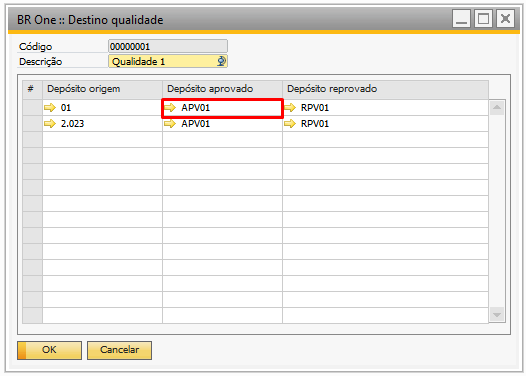 BR One :: Destino qualidade
Código 00000001
Descrição Qualidade 1
# Depósito origem Depósito aprovado Depósito reprovado
01 APV01 RPV01
2.023 APV01 RPV01
OK Cancelar